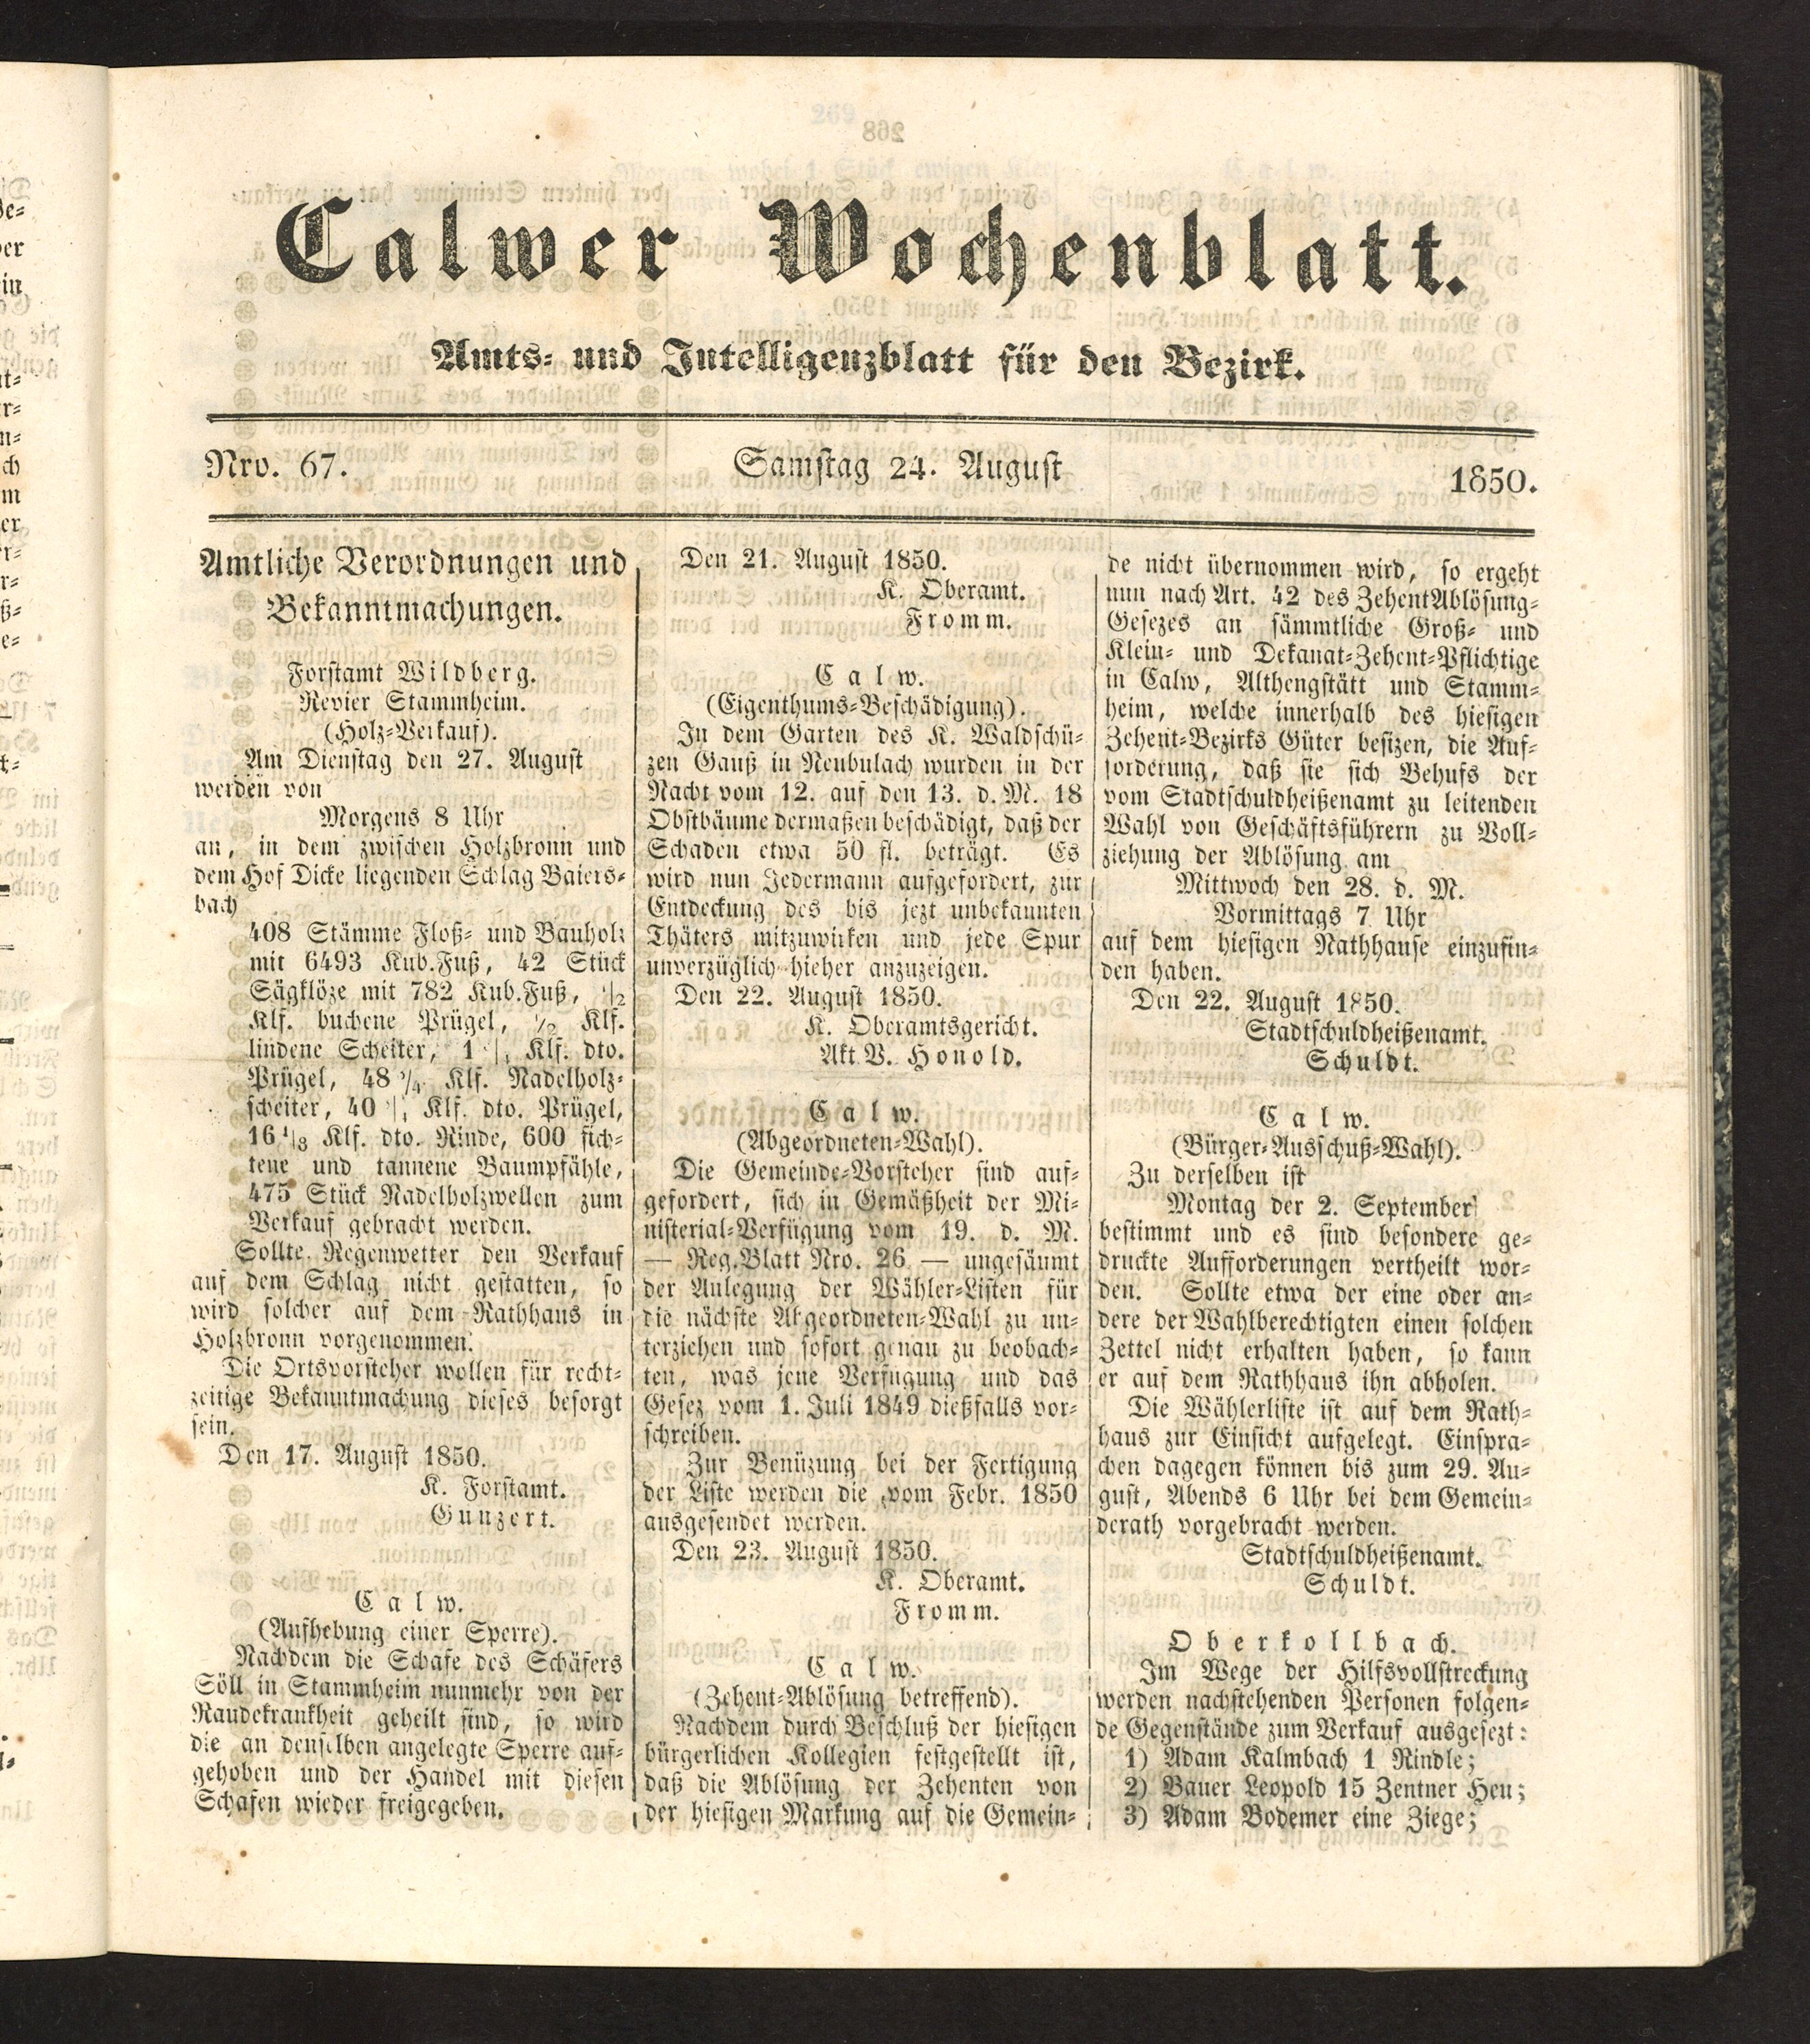 Calwer Wochenblatt.
Amts- und Intelligenzblatt für den Bezirk.
Nro. 67. Samstag 24. August 1850.
Amtliche Verordnungen und
Bekanntmachungen.
Forstamt Wildberg.
Revier Stammheim.
(Holz-Verkauf).
Am Dienstag den 27. August
werden von
Morgens 8 Uhr
an, in dem zwischen Holzbronn und
dem Hof Dicke liegenden Schlag Baiers-
bach
408 Stämme Floß- und Bauholz
mit 6493 Kub.Fuß, 42 Stück
Sägklöze mit 782 Kub.Fuß, 1/2
Klf. buchene Prügel, 1/2 Klf.
lindene Scheiter, 1 Klf. dto.
Prügel, 48 Klf. Nadelholz-
scheiter, 40 Klf. dto. Prügel,
16 1/8 Klf. dto. Rinde, 600 fich-
tene und tannene Baumpfähle,
475 Stück Nadelholzwellen zum
Verkauf gebracht werden.
Sollte Regenwetter den Verkauf
auf dem Schlag nicht gestatten, so
wird solcher auf dem Rathhaus in
Holzbronn vorgenommen.
Die Ortsvorsteher wollen für recht-
zeitige Bekanntmachung dieses besorgt
sein.
Den 17. August 1850.
K. Forstamt.
Gunzert.
Calw.
(Aufhebung einer Sperre).
Nachdem die Schafe des Schäfers
Söll in Stammheim nunmehr von der
Raudekrankheit geheilt sind, so wird
die an denselben angelegte Sperre auf-
gehoben und der Handel mit diesen
Schafen wieder freigegeben.
Den 21. August 1850.
K. Oberamt.
Fromm.
Calw.
(Eigenthums-Beschädigung).
In dem Garten des K. Waldschü-
zen Gauß in Neubulach wurden in der
Nacht vom 12. auf den 13. d. M. 18
Obstbäume dermaßen beschädigt, daß der
Schaden etwa 50 fl. beträgt. Es
wird nun Jedermann aufgefordert, zur
Entdeckung des bis jezt unbekannten
Thäters mitzuwirken und jede Spur
unverzüglich hieher anzuzeigen.
Den 22. August 1850.
K. Oberamtsgericht.
Akt.V. Honold.
Calw.
(Abgeordneten-Wahl).
Die Gemeinde-Vorsteher sind auf-
gefordert, sich in Gemäßheit der Mi-
nisterial-Verfügung vom 19. d. M.
— Reg.Blatt Nro. 26 — ungesäumt
der Anlegung der Wähler-Listen für
die nächste Abgeordneten-Wahl zu un-
terziehen und sofort genau zu beobach-
ten, was jene Verfügung und das
Gesez vom 1. Juli 1849 dießfalls vor-
schreiben.
Zur Benüzung bei der Fertigung
der Liste werden die vom Febr. 1850
ausgesendet werden.
Den 23. August 1850.
K. Oberamt.
Fromm.
Calw.
(Zehent-Ablösung betreffend).
Nachdem durch Beschluß der hiesigen
bürgerlichen Kollegien festgestellt ist,
daß die Ablösung der Zehenten von
der hiesigen Markung auf die Gemein-
de nicht übernommen wird, so ergeht
nun nach Art. 42 des ZehentAblösung-
Gesezes an sämmtliche Groß- und
Klein- und Dekanat-Zehent-Pflichtige
in Calw, Althengstätt und Stamm-
heim, welche innerhalb des hiesigen
Zehent-Bezirks Güter besizen, die Auf-
forderung, daß sie sich Behufs der
vom Stadtschuldheißenamt zu leitenden
Wahl von Geschäftsführern zu Voll-
ziehung der Ablösung am
Mittwoch den 28. d. M.
Vormittags 7 Uhr
auf dem hiesigen Rathhause einzufin-
den haben.
Den 22. August 1850.
Stadtschuldheißenamt.
Schuldt.
Calw.
(Bürger-Ausschuß-Wahl).
Zu derselben ist
Montag der 2. September
bestimmt und es sind besondere ge-
druckte Aufforderungen vertheilt wor-
den. Sollte etwa der eine oder an-
dere der Wahlberechtigten einen solchen
Zettel nicht erhalten haben, so kann
er auf dem Rathhaus ihn abholen.
Die Wählerliste ist auf dem Rath-
haus zur Einsicht aufgelegt. Einspra-
chen dagegen können bis zum 29. Au-
gust, Abends 6 Uhr bei dem Gemein-
derath vorgebracht werden.
Stadtschuldheißenamt.
Schuldt.
Oberkollbach.
Im Wege der Hilfsvollstreckung
werden nachstehenden Personen folgen-
de Gegenstände zum Verkauf ausgesezt:
1) Adam Kalmbach 1 Rindle;
2) Bauer Leopold 15 Zentner Heu;
3) Adam Bodemer eine Ziege;